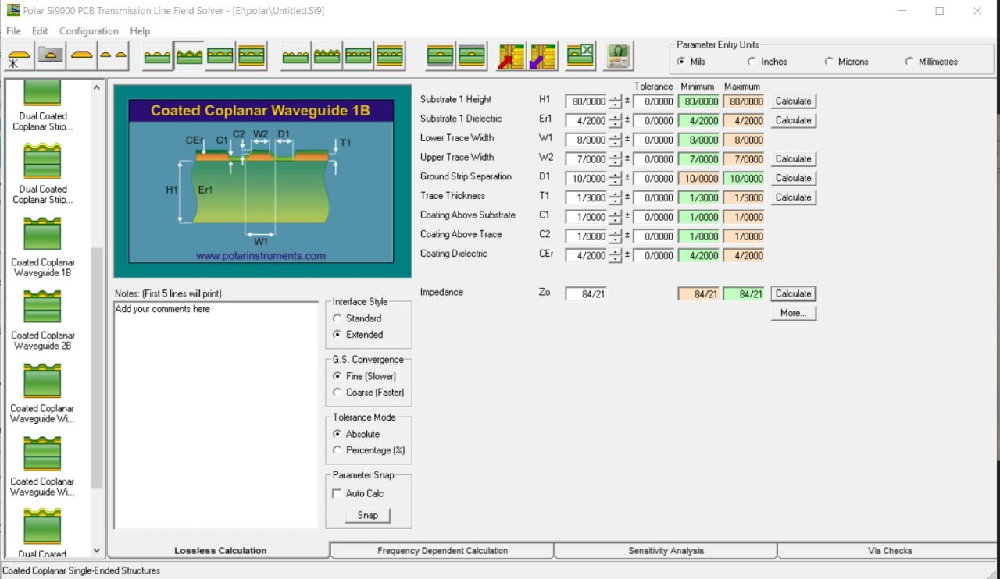 Polar Si9000 PCB Transmission Line Field Solver - [E:\polar\Untitled.Si9]
File Edit Configuration Help
Parameter Entry Units
Mils Inches Microns Millimetres
Dual Coated
Coplanar Strip...
Dual Coated
Coplanar Strip...
Coated Coplanar
Waveguide 1B
Coated Coplanar
Waveguide 2B
Coated Coplanar
Waveguide Wi...
Coated Coplanar
Waveguide Wi...
Dual Coated
Coated Coplanar Waveguide 1B
CEr C1 C2 W2 D1 T1
H1 Er1
W1
www.polarinstruments.com
Tolerance Minimum Maximum
Substrate 1 Height H1 80/0000 ± 0/0000 80/0000 80/0000 Calculate
Substrate 1 Dielectric Er1 4/2000 ± 0/0000 4/2000 4/2000 Calculate
Lower Trace Width W1 8/0000 ± 0/0000 8/0000 8/0000
Upper Trace Width W2 7/0000 ± 0/0000 7/0000 7/0000 Calculate
Ground Strip Separation D1 10/0000 ± 0/0000 10/0000 10/0000 Calculate
Trace Thickness T1 1/3000 ± 0/0000 1/3000 1/3000 Calculate
Coating Above Substrate C1 1/0000 ± 0/0000 1/0000 1/0000
Coating Above Trace C2 1/0000 ± 0/0000 1/0000 1/0000
Coating Dielectric CEr 4/2000 ± 0/0000 4/2000 4/2000
Impedance Zo 84/21 84/21 84/21 Calculate
More...
Notes: (First 5 lines will print)
Add your comments here
Interface Style
Standard
Extended
G.S. Convergence
Fine (Slower)
Coarse (Faster)
Tolerance Mode
Absolute
Percentage (%)
Parameter Snap
Auto Calc
Snap
Lossless Calculation Frequency Dependent Calculation Sensitivity Analysis Via Checks
Coated Coplanar Single-Ended Structures